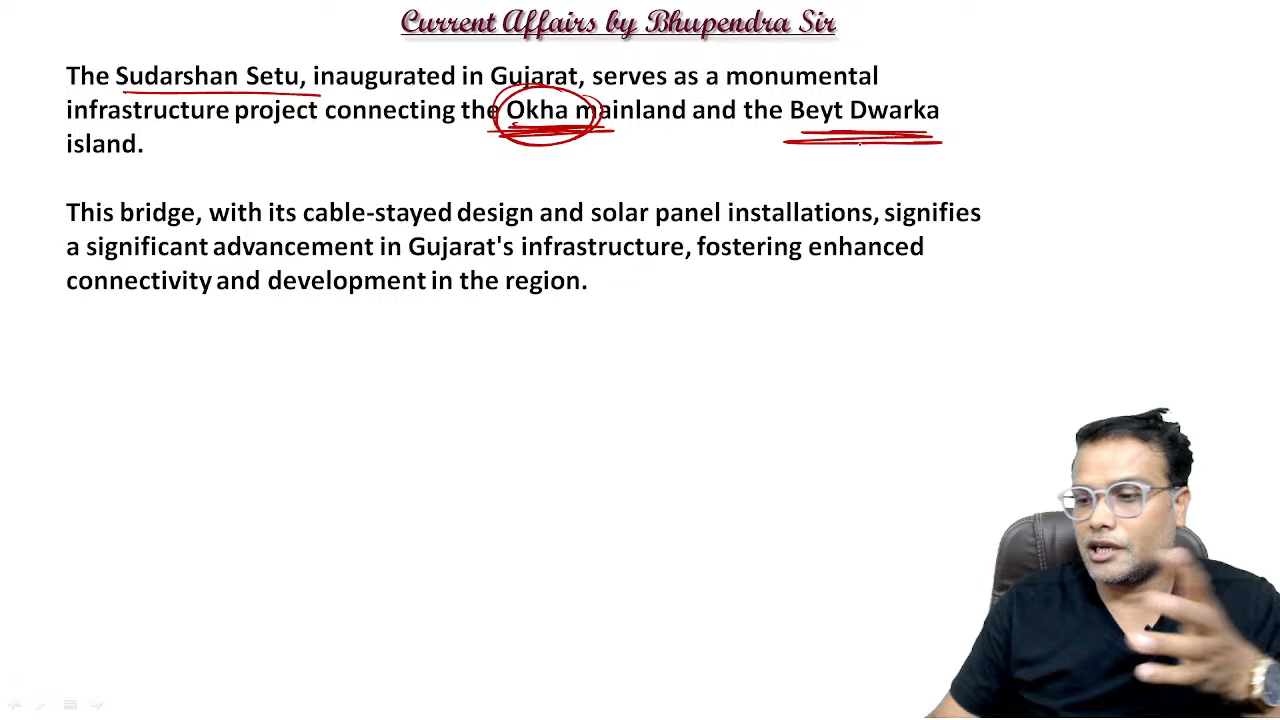 Current Affairs by Bhupendra Sir
The Sudarshan Setu, inaugurated in Gujarat, serves as a monumental
infrastructure project connecting the Okha mainland and the Beyt Dwarka
island.
This bridge, with its cable-stayed design and solar panel installations, signifies
a significant advancement in Gujarat's infrastructure, fostering enhanced
connectivity and development in the region.